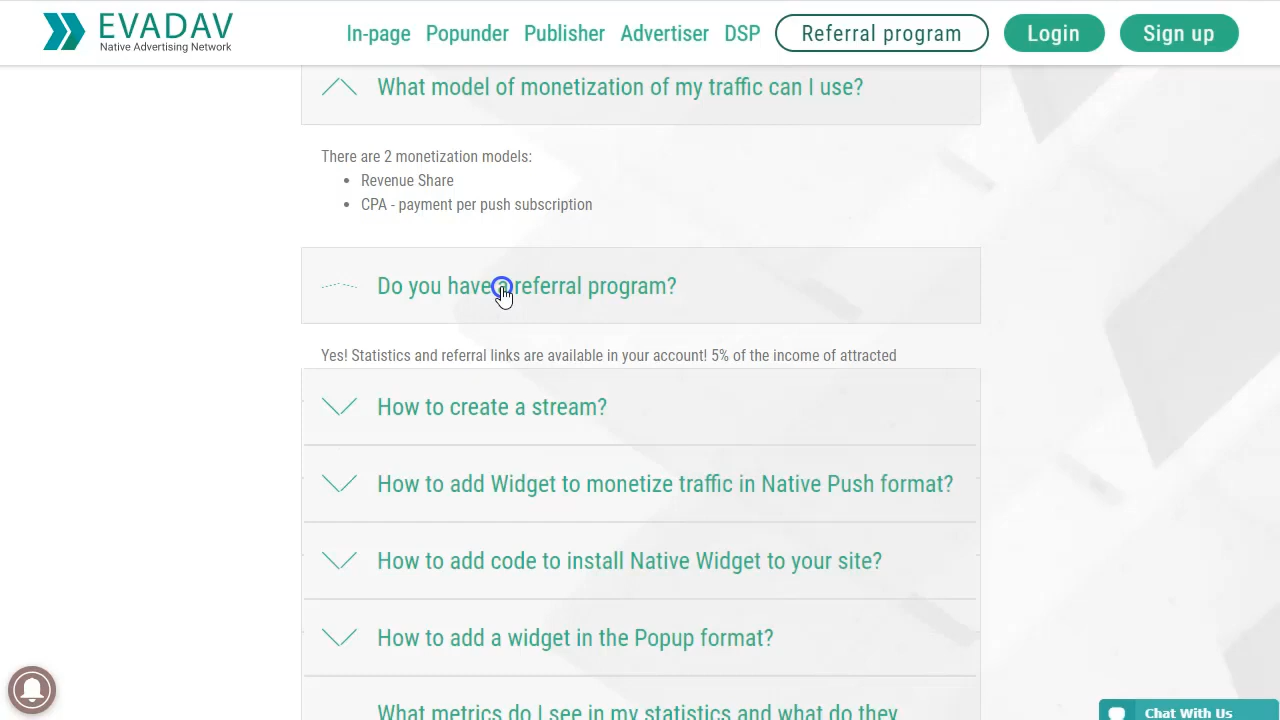 EVADAV
Native Advertising Network
In-page Popunder Publisher Advertiser DSP Referral program Login Sign up
What model of monetization of my traffic can I use?
There are 2 monetization models:
• Revenue Share
• CPA - payment per push subscription
Do you have a referral program?
Yes! Statistics and referral links are available in your account! 5% of the income of attracted
How to create a stream?
How to add Widget to monetize traffic in Native Push format?
How to add code to install Native Widget to your site?
How to add a widget in the Popup format?
What metrics do I see in my statistics and what do they
Chat With Us